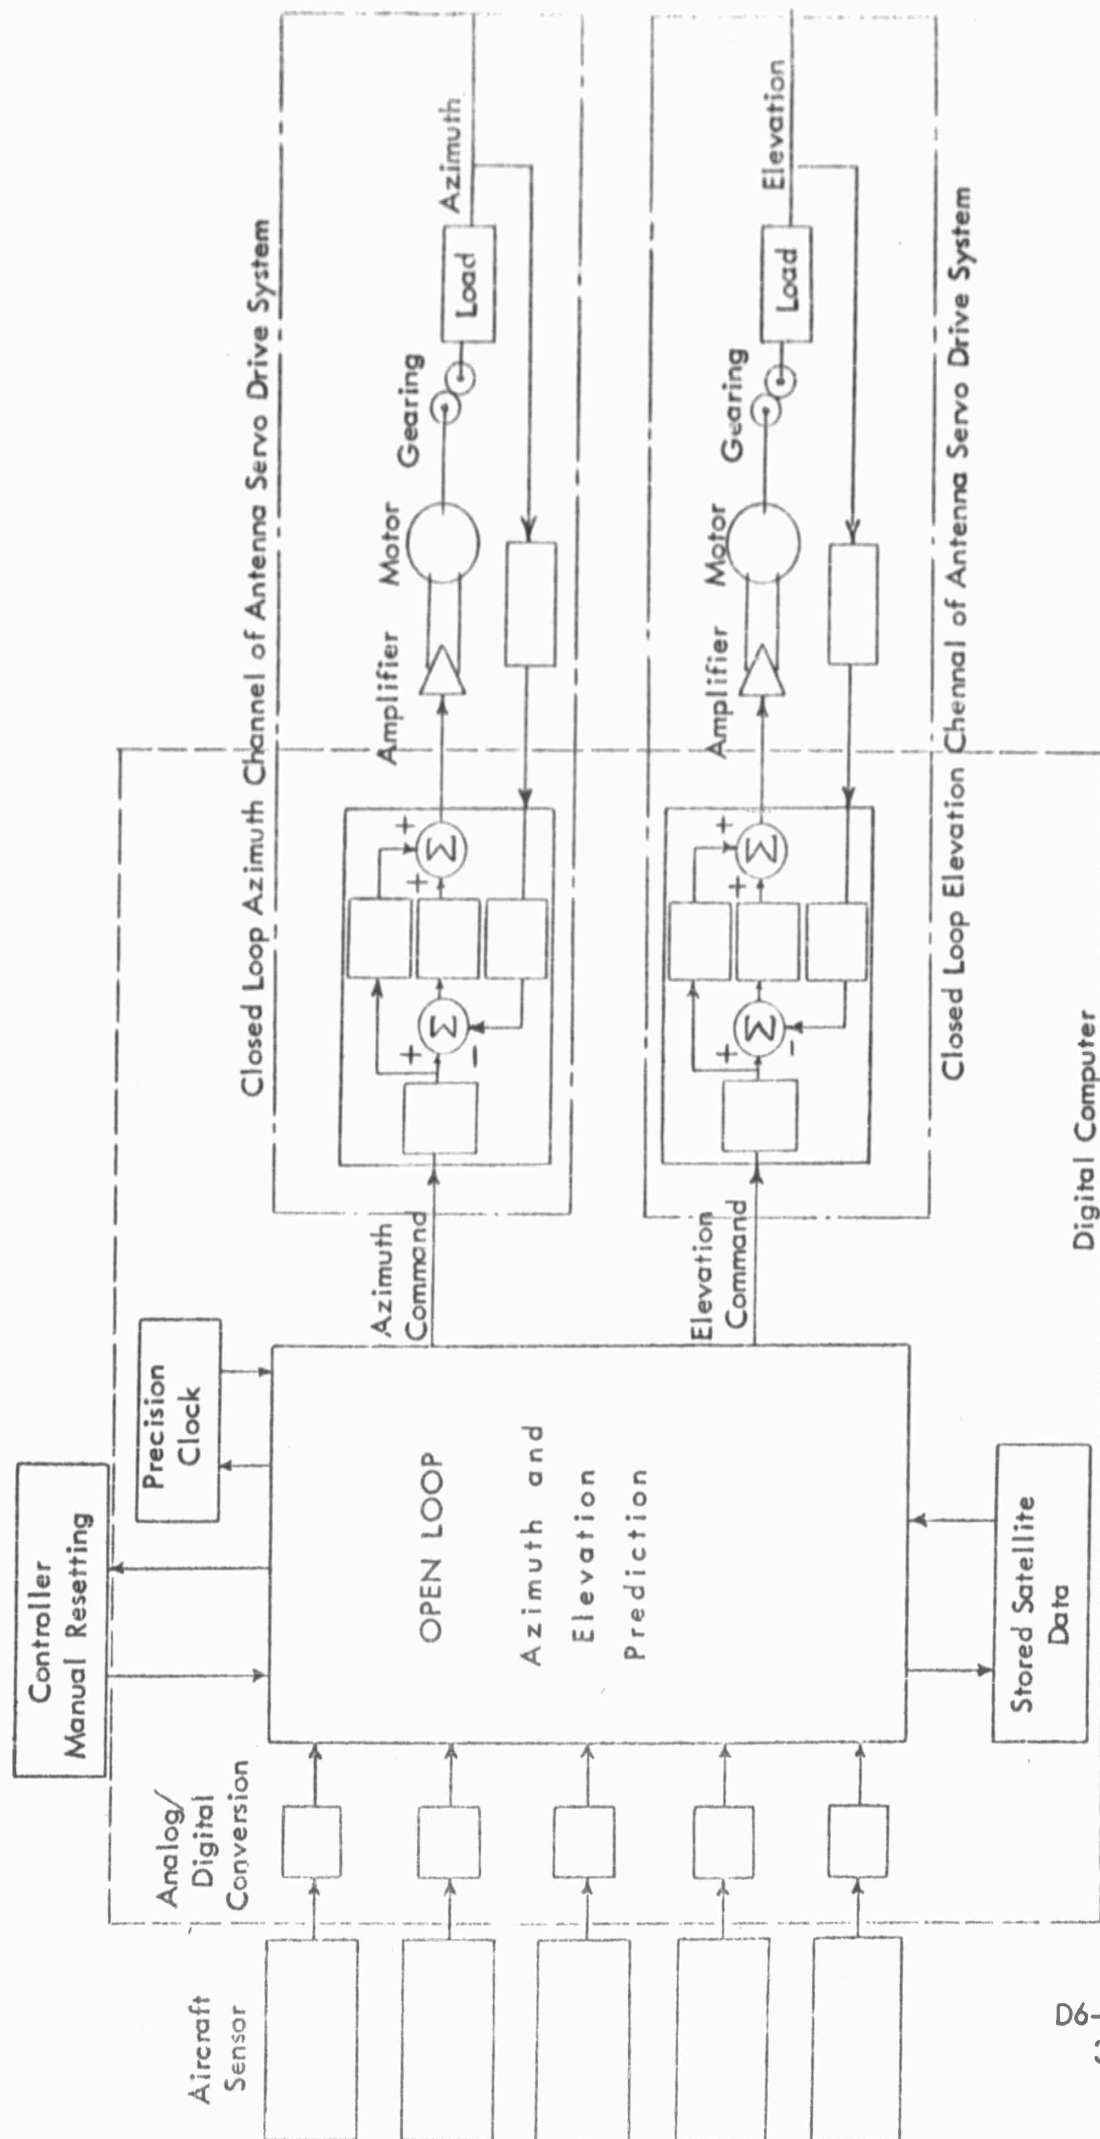 Controller
Manual Resetting
Precision
Clock
Closed Loop Azimuth Channel of Antenna Servo Drive System
Aircraft
Sensor
Analog/
Digital
Conversion
OPEN LOOP
Azimuth and
Elevation
Prediction
Azimuth
Command
+
-
Σ
+
+
Σ
Amplifier
Motor
Gearing
Load
Azimuth
Elevation
Command
+
-
Σ
+
+
Σ
Amplifier
Motor
Gearing
Load
Elevation
Closed Loop Elevation Chennal of Antenna Servo Drive System
Stored Satellite
Data
Digital Computer
D6-